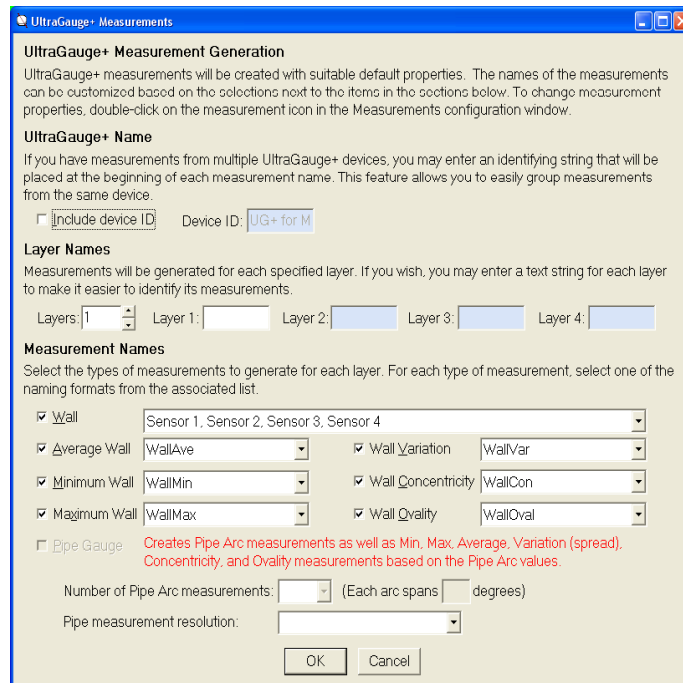 UltraGauge+ Measurements
UltraGauge+ Measurement Generation
UltraGauge+ measurements will be created with suitable default properties. The names of the measurements
can be customized based on the selections next to the items in the sections below. To change measurement
properties, double-click on the measurement icon in the Measurements configuration window.
UltraGauge+ Name
If you have measurements from multiple UltraGauge+ devices, you may enter an identifying string that will be
placed at the beginning of each measurement name. This feature allows you to easily group measurements
from the same device.
Include device ID Device ID: UG+ for M
Layer Names
Measurements will be generated for each specified layer. If you wish, you may enter a text string for each layer
to make it easier to identify its measurements.
Layers: 1 Layer 1: Layer 2: Layer 3: Layer 4:
Measurement Names
Select the types of measurements to generate for each layer. For each type of measurement, select one of the
naming formats from the associated list.
Wall Sensor 1, Sensor 2, Sensor 3, Sensor 4
Average Wall WallAve Wall Variation WallVar
Minimum Wall WallMin Wall Concentricity WallCon
Maximum Wall WallMax Wall Ovality WallOval
Pipe Gauge Creates Pipe Arc measurements as well as Min, Max, Average, Variation (spread),
Concentricity, and Ovality measurements based on the Pipe Arc values.
Number of Pipe Arc measurements: (Each arc spans degrees)
Pipe measurement resolution:
OK Cancel